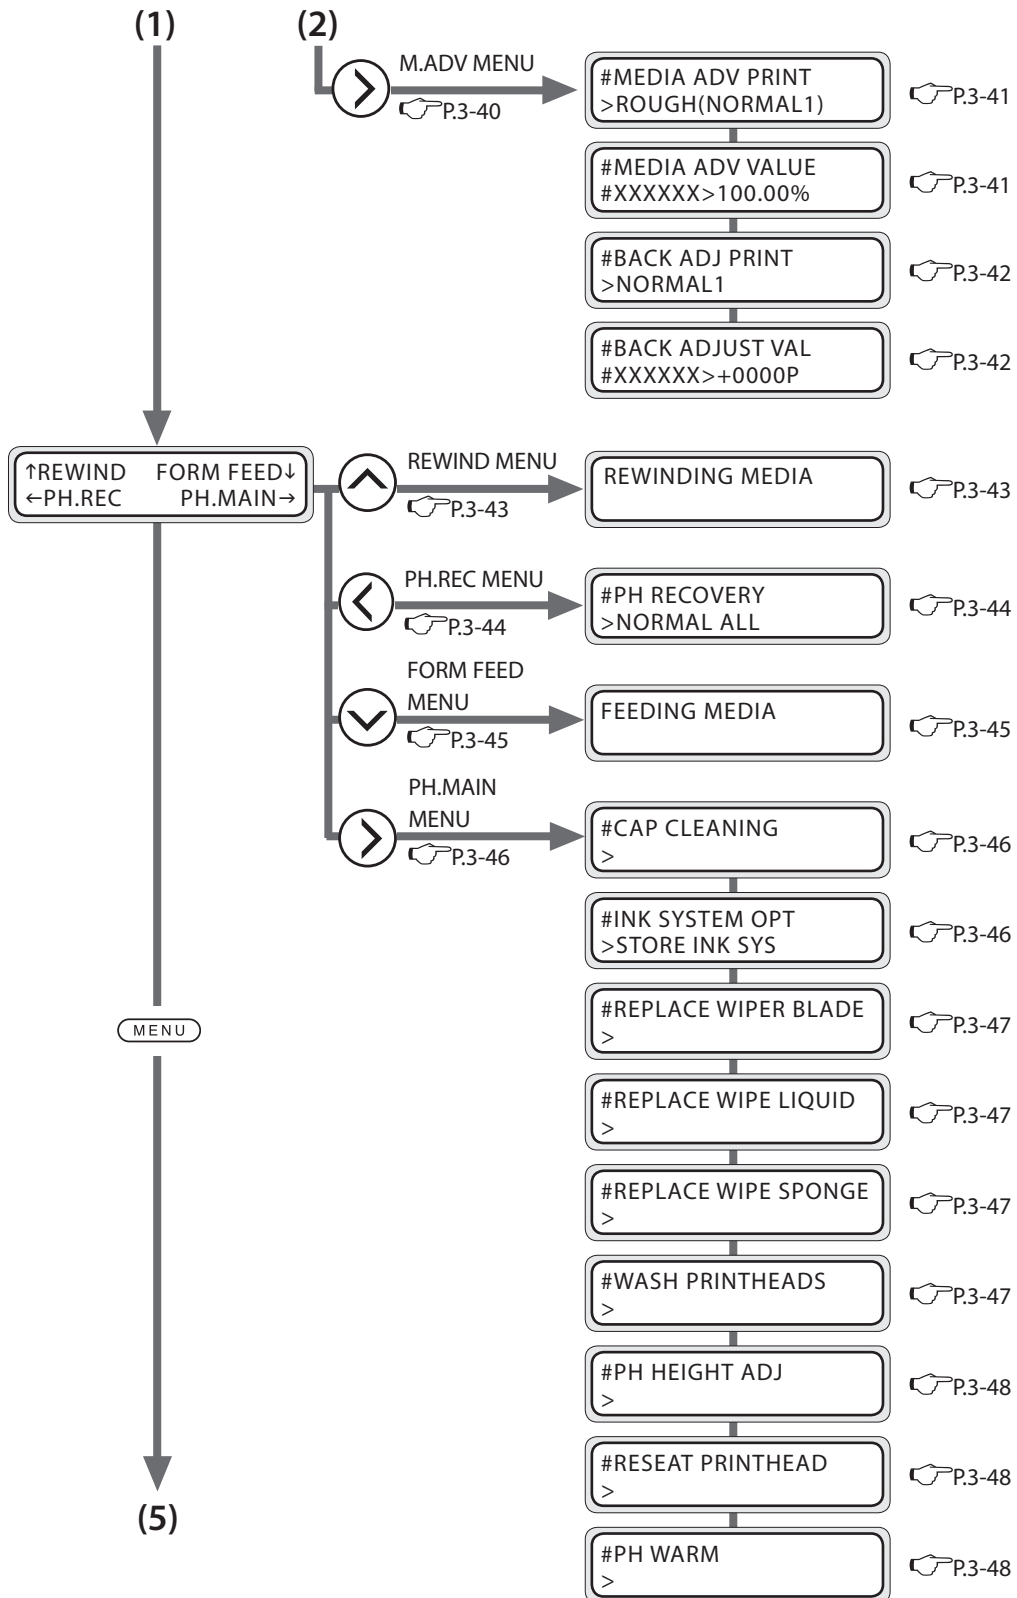 (1)
(2)
M.ADV MENU
P.3-40
#MEDIA ADV PRINT
>ROUGH(NORMAL1)
P.3-41
#MEDIA ADV VALUE
#XXXXXX>100.00%
P.3-41
#BACK ADJ PRINT
>NORMAL1
P.3-42
#BACK ADJUST VAL
#XXXXXX>+0000P
P.3-42
↑REWIND FORM FEED↓
←PH.REC PH.MAIN→
REWIND MENU
P.3-43
REWINDING MEDIA
P.3-43
PH.REC MENU
P.3-44
#PH RECOVERY
>NORMAL ALL
P.3-44
FORM FEED
MENU
P.3-45
FEEDING MEDIA
P.3-45
PH.MAIN
MENU
P.3-46
#CAP CLEANING
>
P.3-46
#INK SYSTEM OPT
>STORE INK SYS
P.3-46
#REPLACE WIPER BLADE
>
P.3-47
#REPLACE WIPE LIQUID
>
P.3-47
#REPLACE WIPE SPONGE
>
P.3-47
#WASH PRINTHEADS
>
P.3-47
#PH HEIGHT ADJ
>
P.3-48
#RESEAT PRINTHEAD
>
P.3-48
#PH WARM
>
P.3-48
MENU
(5)